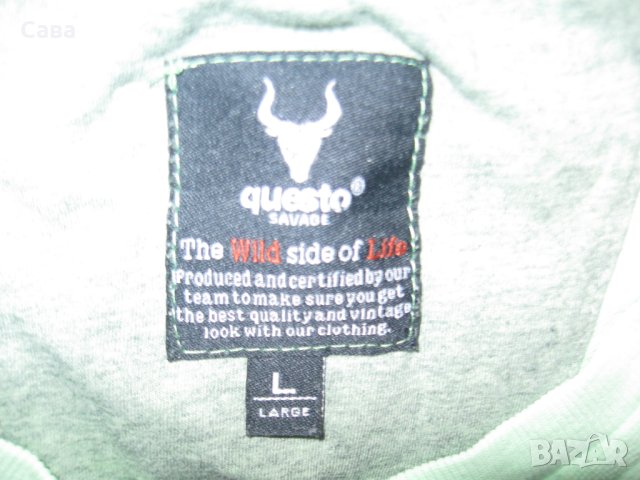 Сава
questo®
SAVAGE
The Wild side of Life
Produced and certified by our
team to make sure you get
the best quality and vintage
look with our clothing.
L
LARGE
BAZAR